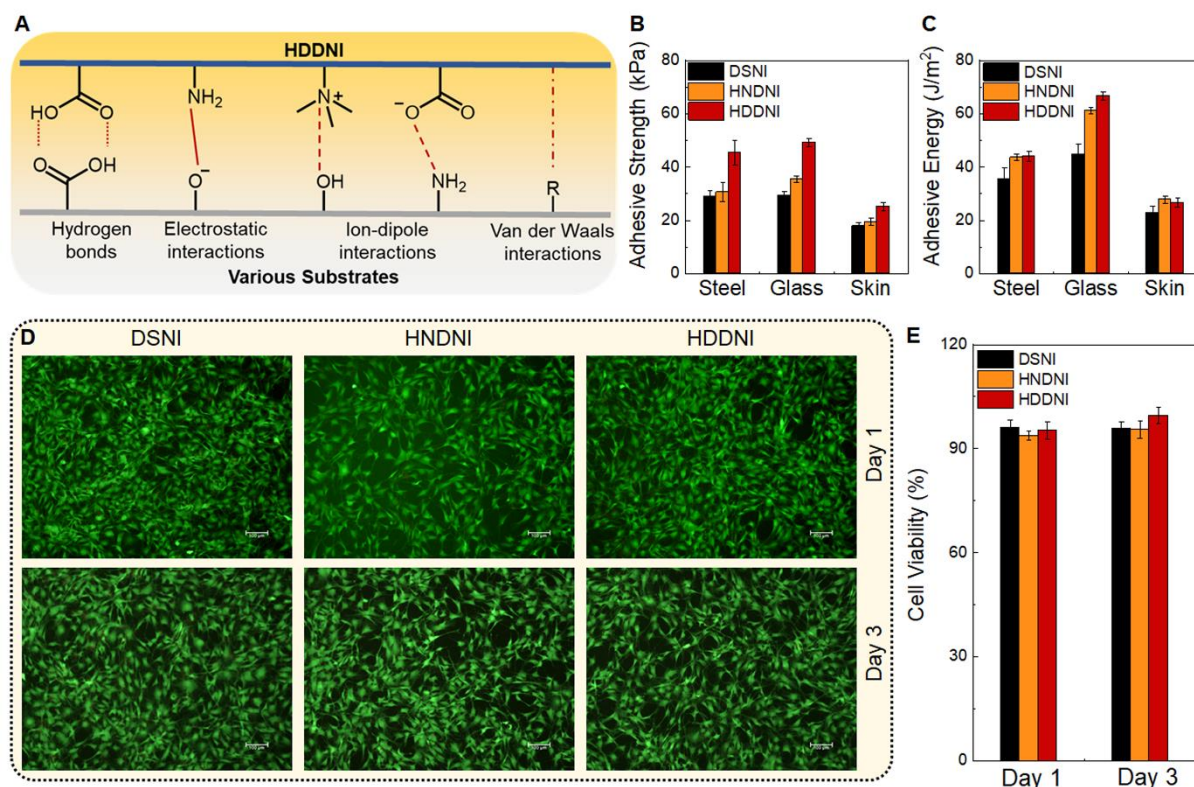 A
HDDNI
HO
O
NH2
N+
-
O
O
O
OH
O-
OH
NH2
R
Hydrogen
bonds
Electrostatic
interactions
Ion-dipole
interactions
Van der Waals
interactions
Various Substrates
B
Adhesive Strength (kPa)
80
60
40
20
0
DSNI
HNDNI
HDDNI
Steel
Glass
Skin
C
Adhesive Energy (J/m²)
80
60
40
20
0
DSNI
HNDNI
HDDNI
Steel
Glass
Skin
D
DSNI
HNDNI
HDDNI
Day 1
Day 3
E
Cell Viability (%)
120
90
60
30
0
DSNI
HNDNI
HDDNI
Day 1
Day 3